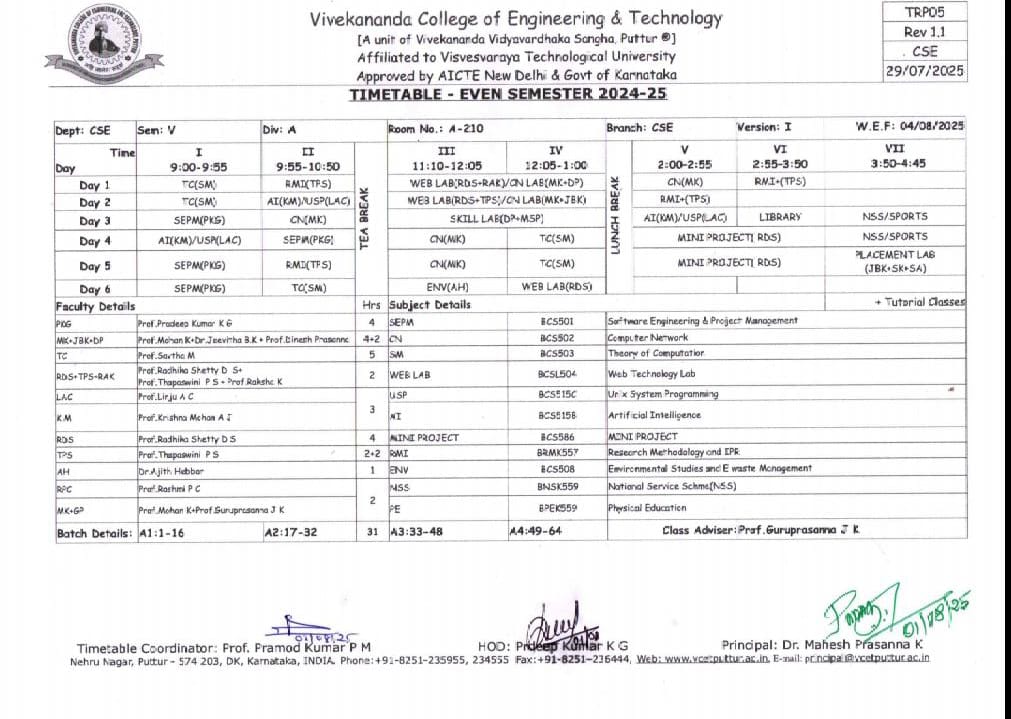 Vivekananda College of Engineering & Technology
[A unit of Vivekananda Vidyavardhaka Sangha, Puttur ®]
Affiliated to Visvesvaraya Technological University
Approved by AICTE New Delhi & Govt of Karnataka
TRP05
Rev 1.1
CSE
29/07/2025
TIMETABLE - EVEN SEMESTER 2024-25
Dept: CSE Sem: V Div: A Room No.: A-210 Branch: CSE Version: I W.E.F: 04/08/2025
Time I II III IV V VI VII
Day 9:00-9:55 9:55-10:50 11:10-12:05 12:05-1:00 2:00-2:55 2:55-3:50 3:50-4:45
TEA BREAK
LUNCH BREAK
Day 1 TC(SM) RMI(TPS) WEB LAB(RDS+RAK)/CN LAB(MK+DP) CN(MK) RMI+(TPS)
Day 2 TC(SM) AI(KM)/USP(LAC) WEB LAB(RDS+TPS)/CN LAB(MK+JBK) RMI+(TPS)
Day 3 SEPM(PKG) CN(MK) SKILL LAB(DP+MSP) AI(KM)/USP(LAC) LIBRARY NSS/SPORTS
Day 4 AI(KM)/USP(LAC) SEPM(PKG) CN(MK) TC(SM) MINI PROJECT( RDS) NSS/SPORTS
Day 5 SEPM(PKG) RMI(TPS) CN(MK) TC(SM) MINI PROJECT( RDS) PLACEMENT LAB
(JBK+SK+SA)
Day 6 SEPM(PKG) TC(SM) ENV(AH) WEB LAB(RDS)
Faculty Details Hrs Subject Details + Tutorial Classes
PKG Prof.Pradeep Kumar K G 4 SEPM BCS501 Software Engineering & Project Management
MK+JBK+DP Prof.Mohan K+Dr.Jeevitha B.K + Prof.Dinesh Prasanna 4+2 CN BCS502 Computer Network
TC Prof.Savitha M 5 SM BCS503 Theory of Computation
RDS+TPS+RAK Prof.Radhika Shetty D S+
Prof.Thapaswini P S + Prof.Raksha K 2 WEB LAB BCSL504 Web Technology Lab
LAC Prof.Lirju A C USP BCS515C Unix System Programming
K.M Prof.Krishna Mohan A J 3 BCS515B Artificial Intelligence
RDS Prof.Radhika Shetty D S 4 MINI PROJECT BCS586 MINI PROJECT
TPS Prof.Thapaswini P S 2+2 RMI BRMK557 Research Methodology and IPR
AH Dr.Ajith Hebbar 1 ENV BCS508 Environmental Studies and E waste Management
RPC Prof.Rashmi P C NSS BNSK559 National Service Schme(NSS)
MK+GP Prof.Mohan K+Prof.Guruprasanna J K 2 PE BPEK559 Physical Education
Batch Details: A1:1-16 A2:17-32 31 A3:33-48 A4:49-64 Class Adviser:Prof.Guruprasanna J K
01/08/25
01/08/25
Timetable Coordinator: Prof. Pramod Kumar P M HOD: Prdeep Kumar K G Principal: Dr. Mahesh Prasanna K
Nehru Nagar, Puttur - 574 203, DK, Karnataka, INDIA. Phone:+91-8251-235955, 234555 Fax:+91-8251-236444, Web: www.vcetputtur.ac.in, E-mail: principal@vcetputtur.ac.in